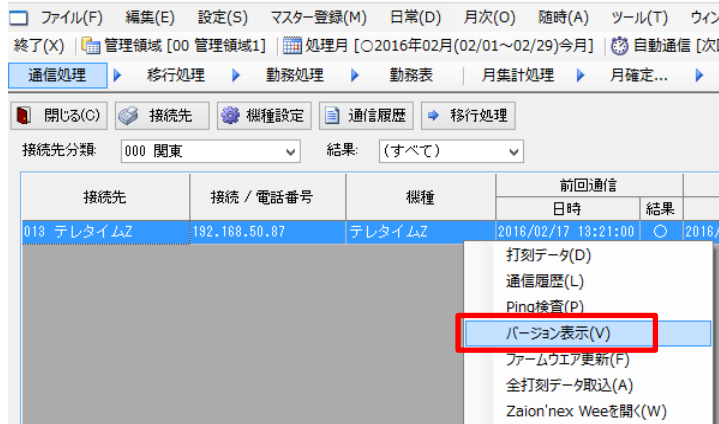 ファイル(F) 編集(E) 設定(S) マスター登録(M) 日常(D) 月次(O) 随時(A) ツール(T) ウィン
終了(X) 管理領域 [00 管理領域1] 処理月 [○2016年02月(02/01～02/29)今月] 自動通信 [次回
通信処理 移行処理 勤務処理 勤務表 月集計処理 月確定...
閉じる(C) 接続先 機種設定 通信履歴 移行処理
接続先分類: 000 関東 結果: (すべて)
接続先 接続 / 電話番号 機種 前回通信
日時 結果
013 テレタイムZ 192.168.50.87 テレタイムZ 2016/02/17 13:21:00 ○ 2016/
打刻データ(D)
通信履歴(L)
Ping検査(P)
バージョン表示(V)
ファームウエア更新(F)
全打刻データ取込(A)
Zaion'nex Weeを開く(W)